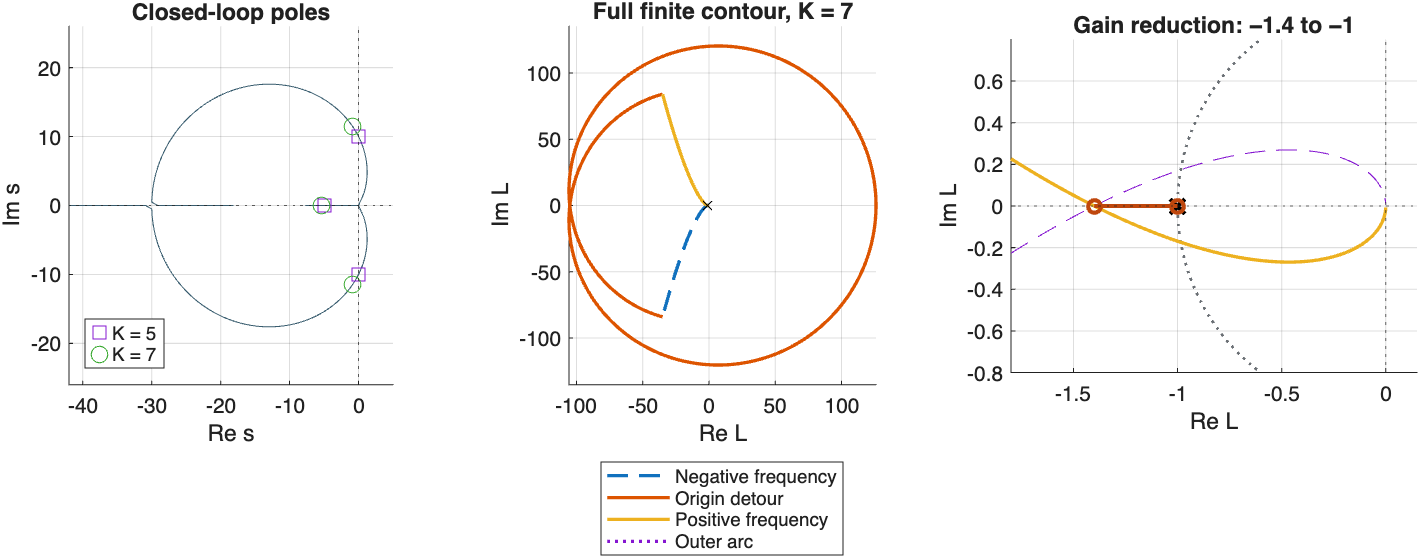 Closed-loop poles
Im s
20
10
0
-10
-20
K = 5
K = 7
-40 -30 -20 -10 0
Re s
Full finite contour, K = 7
Im L
100
50
0
-50
-100
-100 -50 0 50 100
Re L
Gain reduction: −1.4 to −1
Im L
0.6
0.4
0.2
0
-0.2
-0.4
-0.6
-0.8
-1.5 -1 -0.5 0
Re L
Negative frequency
Origin detour
Positive frequency
Outer arc